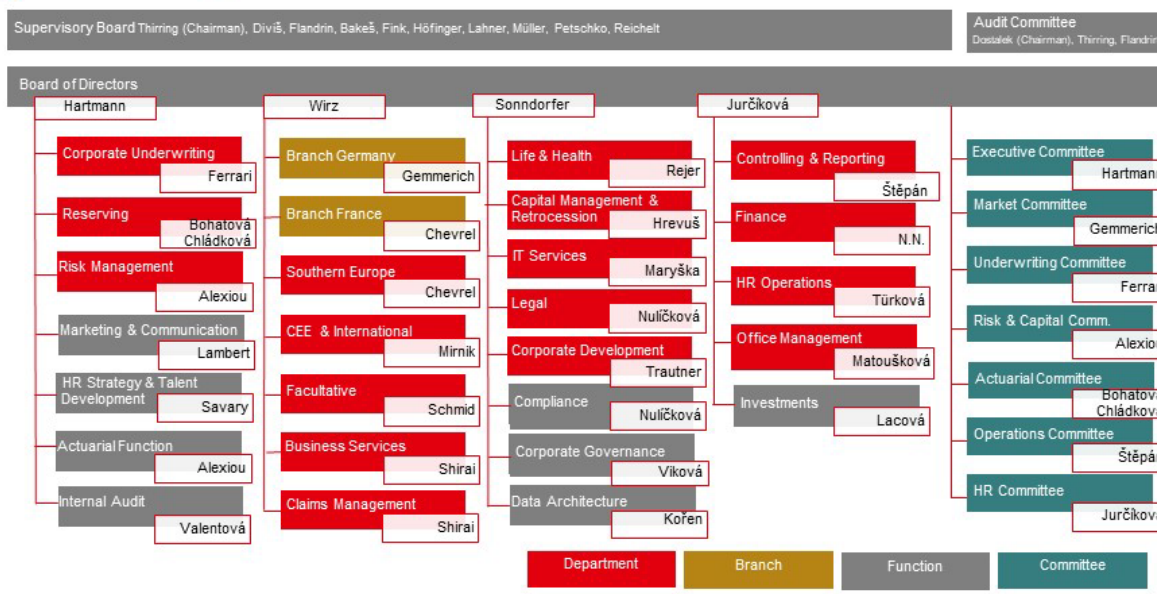 Supervisory Board Thirring (Chairman), Diviš, Flandrin, Bakeš, Fink, Höfinger, Lahner, Müller, Petschko, Reichelt
Audit Committee
Dostalek (Chairman), Thirring, Flandrin
Board of Directors
Hartmann
Corporate Underwriting
Ferrari
Reserving
Bohatová
Chládková
Risk Management
Alexiou
Marketing & Communication
Lambert
HR Strategy & Talent
Development
Savary
Actuarial Function
Alexiou
Internal Audit
Valentová
Wirz
Branch Germany
Gemmerich
Branch France
Chevrel
Southern Europe
Chevrel
CEE & International
Mirnik
Facultative
Schmid
Business Services
Shirai
Claims Management
Shirai
Sonndorfer
Life & Health
Rejer
Capital Management &
Retrocession
Hrevuš
IT Services
Maryška
Legal
Nulíčková
Corporate Development
Trautner
Compliance
Nulíčková
Corporate Governance
Viková
Data Architecture
Kořen
Jurčíková
Controlling & Reporting
Štěpán
Finance
N.N.
HR Operations
Türková
Office Management
Matoušková
Investments
Lacová
Executive Committee
Hartmann
Market Committee
Gemmerich
Underwriting Committee
Ferrar
Risk & Capital Comm.
Alexiou
Actuarial Committee
Bohatová
Chládková
Operations Committee
Štěpán
HR Committee
Jurčíková
Department
Branch
Function
Committee